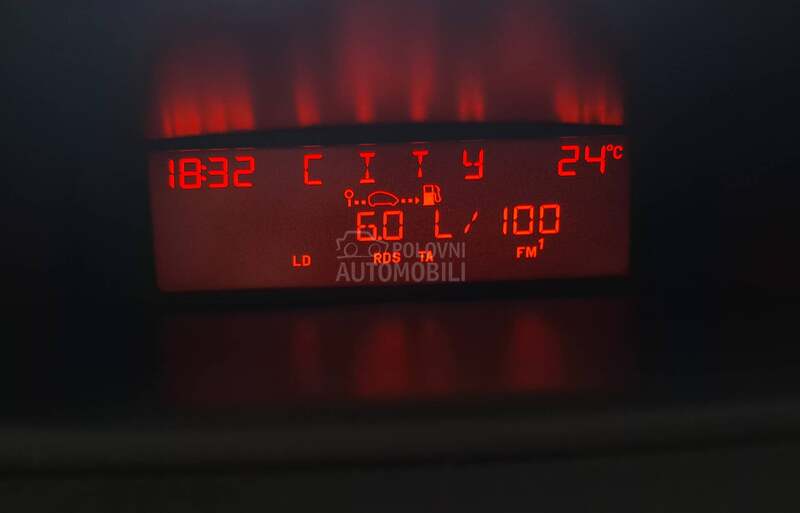 18:32 CITY 24°C
6.0 L/100
POLOVNI
AUTOMOBILI
LD RDS TA FM1